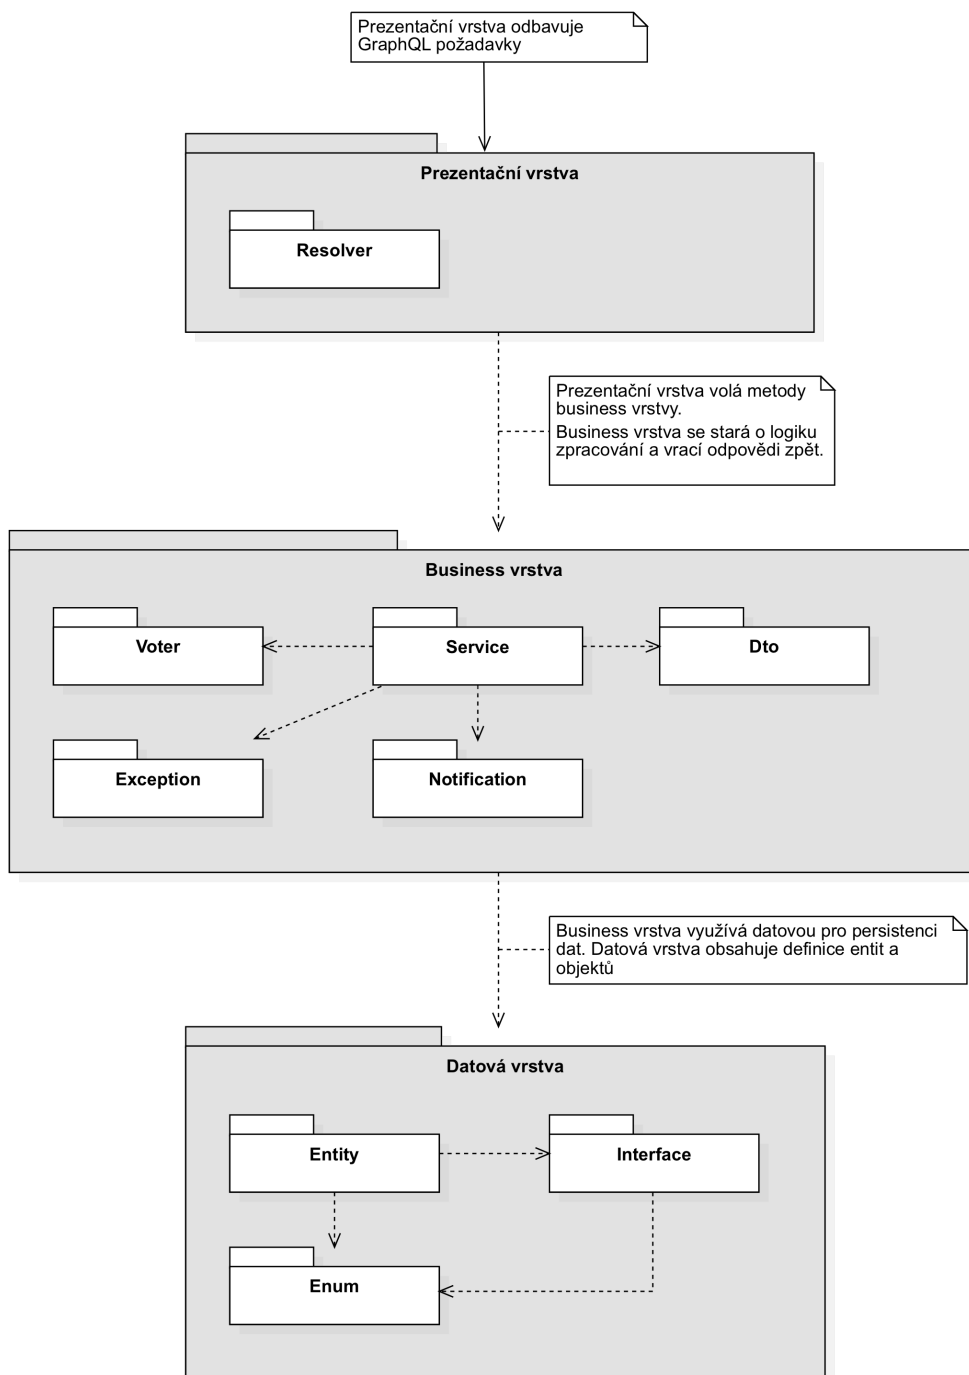 Prezentační vrstva odbavuje
GraphQL požadavky
Prezentační vrstva
Resolver
Prezentační vrstva volá metody
business vrstvy.
Business vrstva se stará o logiku
zpracování a vrací odpovědi zpět.
Business vrstva
Voter
Service
Dto
Exception
Notification
Business vrstva využívá datovou pro persistenci
dat. Datová vrstva obsahuje definice entit a
objektů
Datová vrstva
Entity
Interface
Enum